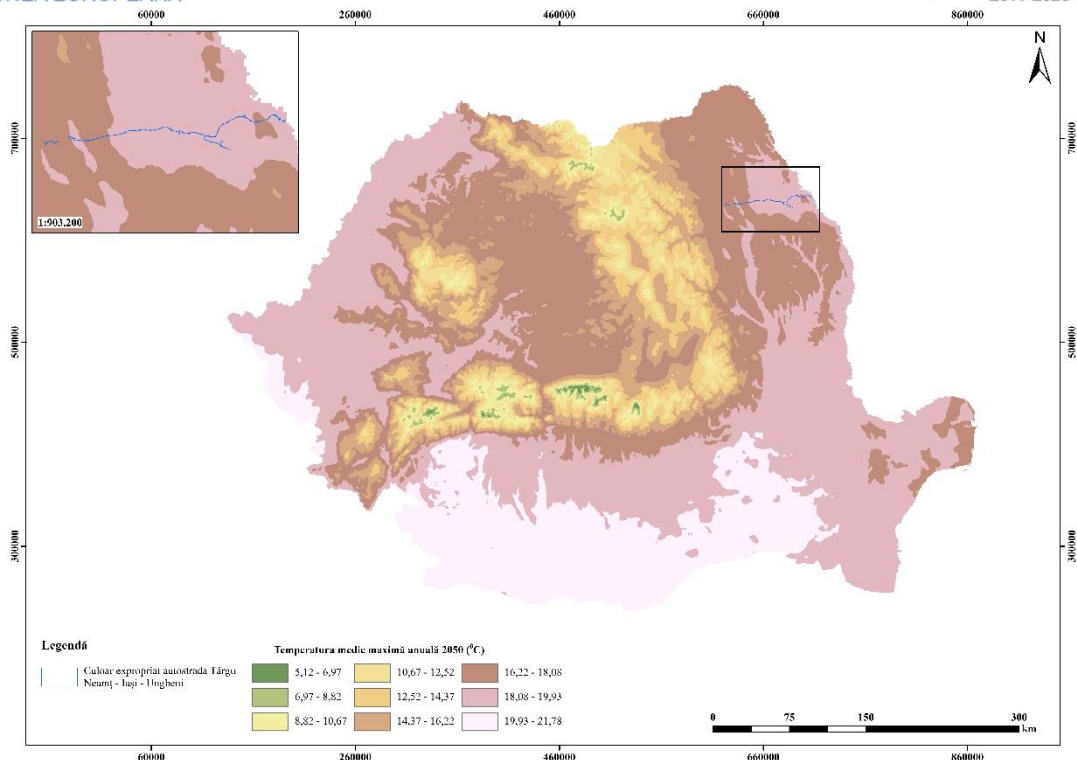 60000 260000 460000 660000 860000
N
700000 700000
1:903.200
500000 500000
300000 300000
Legendă
Culoar expropriat autostrada Târgu
Neamț - Iași - Ungheni
Temperatura medie maximă anuală 2050 (⁰C)
5,12 - 6,97 10,67 - 12,52 16,22 - 18,08
6,97 - 8,82 12,52 - 14,37 18,08 - 19,93
8,82 - 10,67 14,37 - 16,22 19,93 - 21,78
0 75 150 300
km
60000 260000 460000 660000 860000